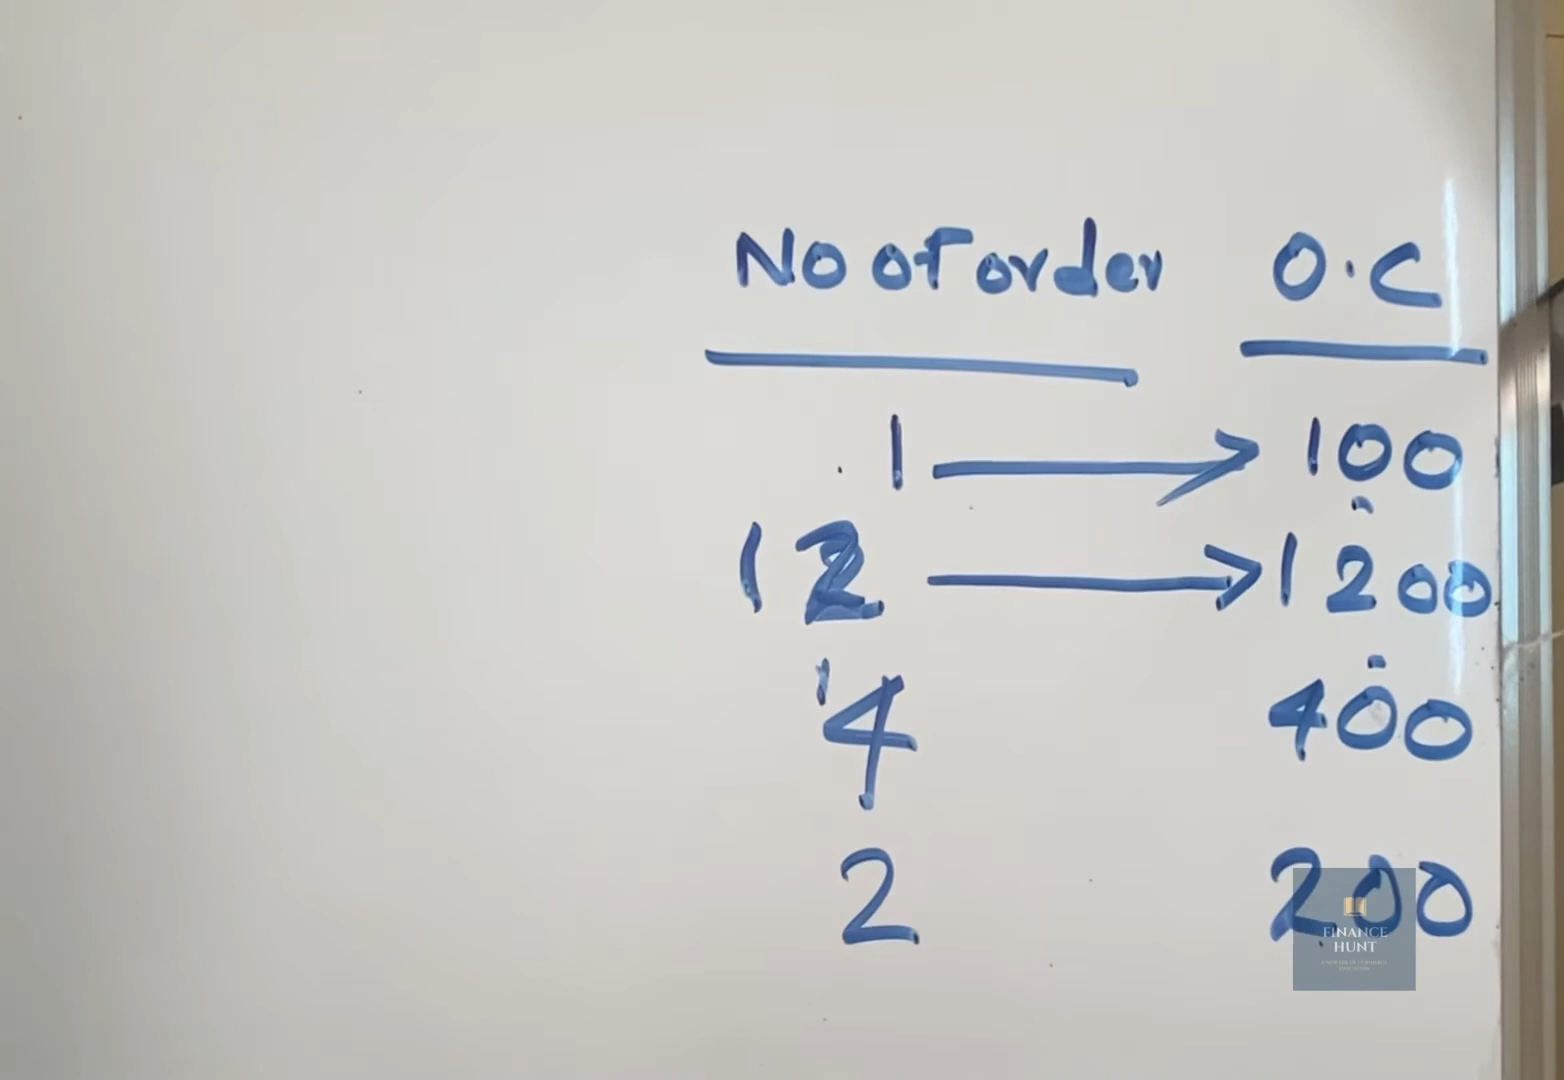 No of order O.C
1 → 100
12 → 1200
4 400
2 200
FINANCE
HUNT